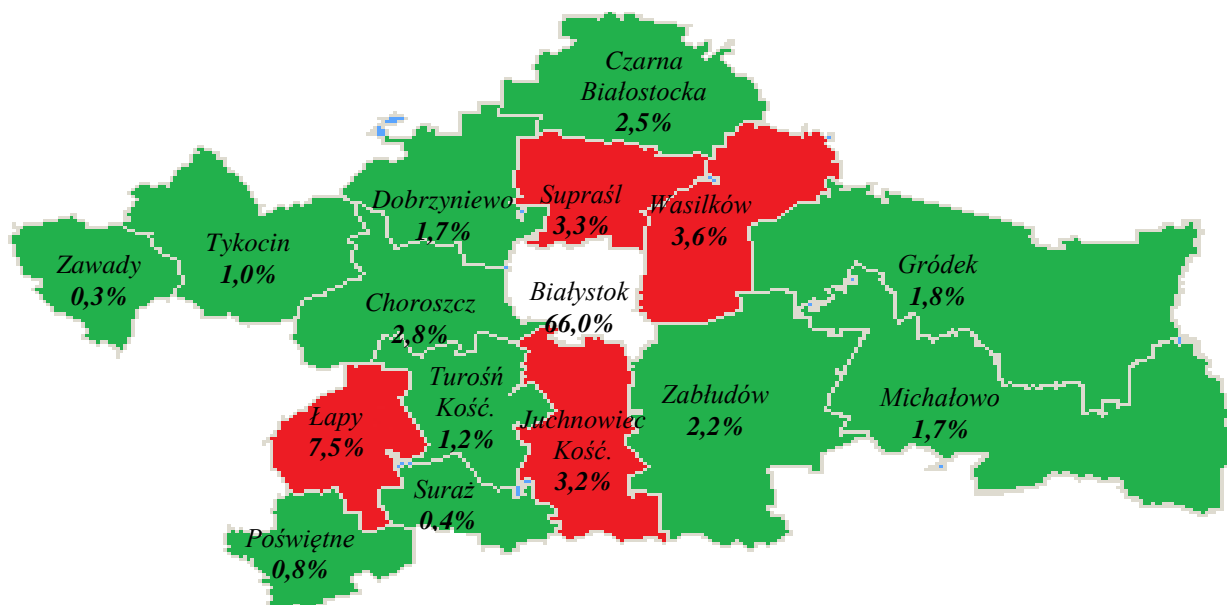 Czarna
Białostocka
2,5%
Supraśl
3,3%
Wasilków
3,6%
Dobrzyniewo
1,7%
Tykocin
1,0%
Zawady
0,3%
Choroszcz
2,8%
Białystok
66,0%
Gródek
1,8%
Turośń
Kość.
1,2%
Łapy
7,5%
Juchnowiec
Kość.
3,2%
Zabłudów
2,2%
Michałowo
1,7%
Suraż
0,4%
Poświętne
0,8%